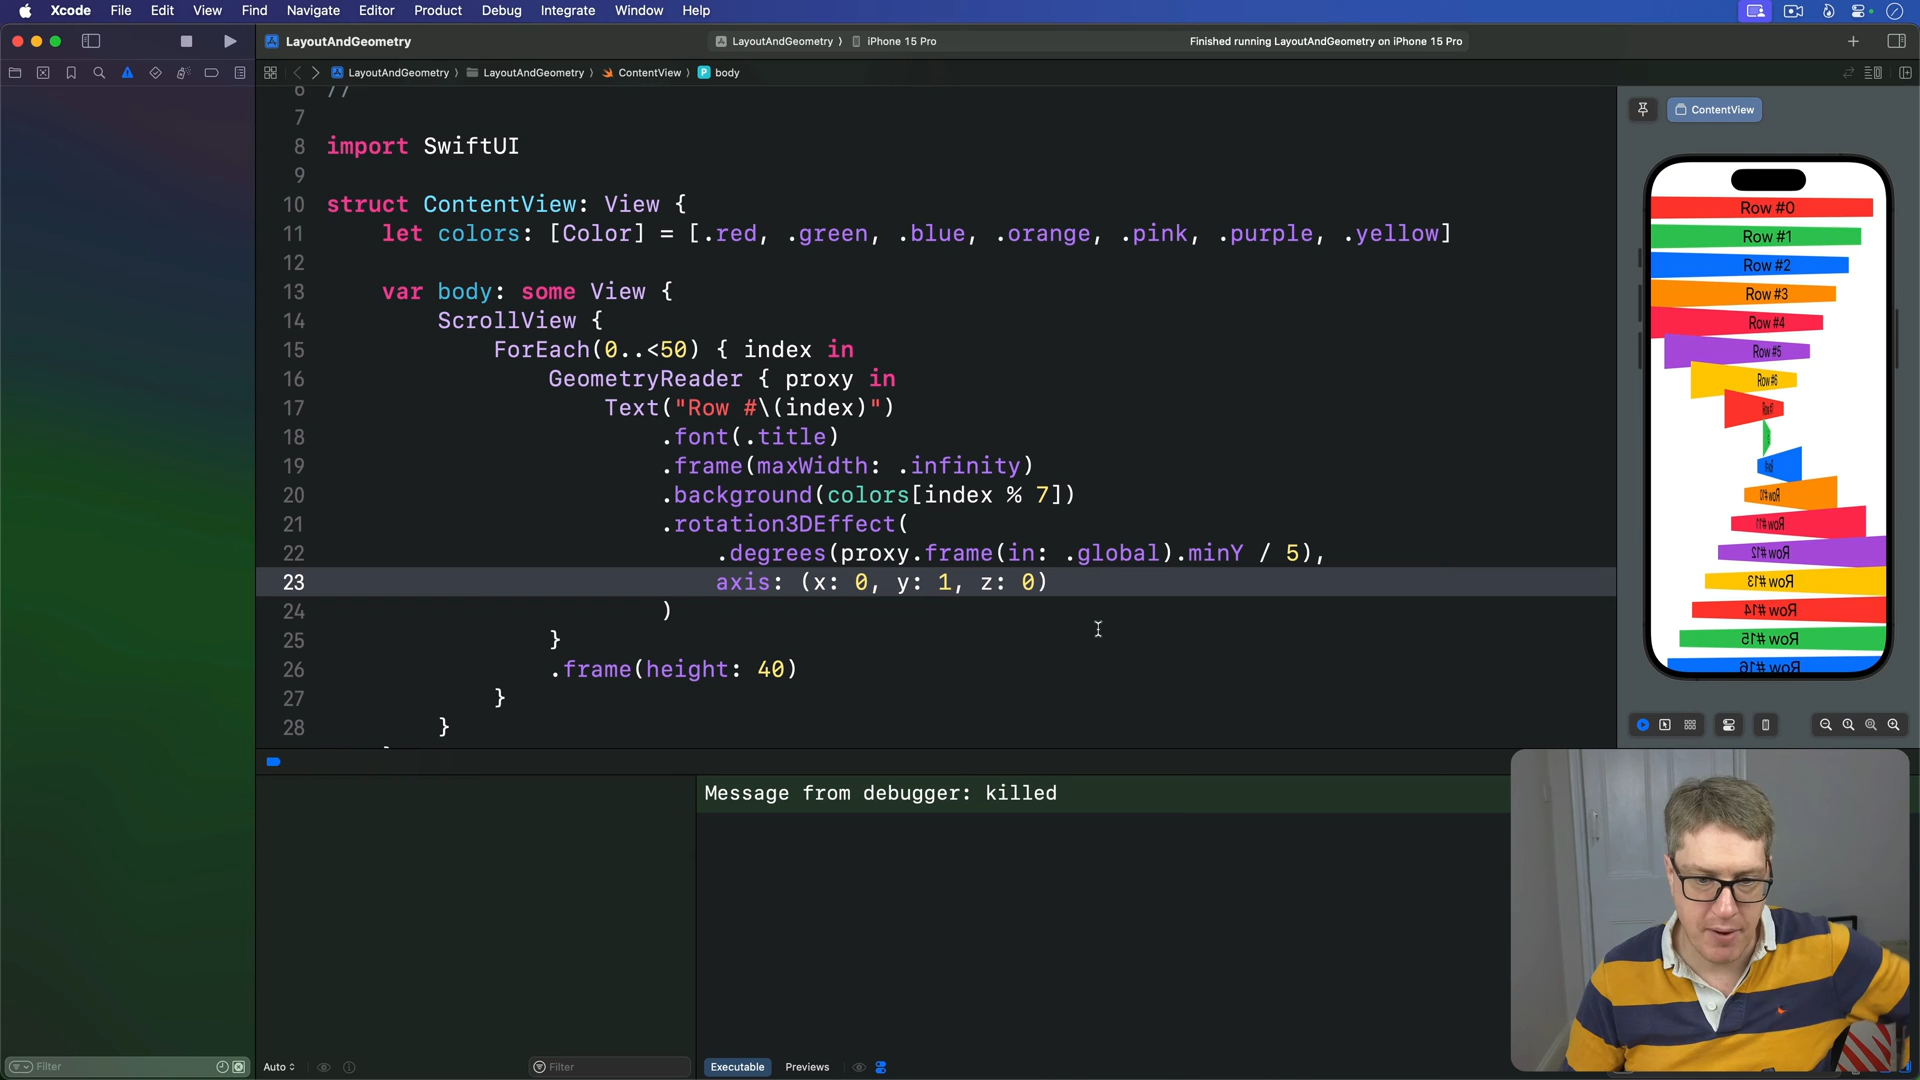 Xcode File Edit View Find Navigate Editor Product Debug Integrate Window Help
LayoutAndGeometry
LayoutAndGeometry 〉 iPhone 15 Pro
Finished running LayoutAndGeometry on iPhone 15 Pro
LayoutAndGeometry 〉 LayoutAndGeometry 〉 ContentView 〉 P body
6 //
7
8 import SwiftUI
9
10 struct ContentView: View {
11 let colors: [Color] = [.red, .green, .blue, .orange, .pink, .purple, .yellow]
12
13 var body: some View {
14 ScrollView {
15 ForEach(0..<50) { index in
16 GeometryReader { proxy in
17 Text("Row #\(index)")
18 .font(.title)
19 .frame(maxWidth: .infinity)
20 .background(colors[index % 7])
21 .rotation3DEffect(
22 .degrees(proxy.frame(in: .global).minY / 5),
23 axis: (x: 0, y: 1, z: 0)
24 )
25 }
26 .frame(height: 40)
27 }
28 }
ContentView
Row #0
Row #1
Row #2
Row #3
Row #4
Row #5
Row #6
Row #7
Row #10
Row #11
Row #12
Row #13
Row #14
Row #15
Row #16
Message from debugger: killed
Filter
Auto
Filter
Executable Previews